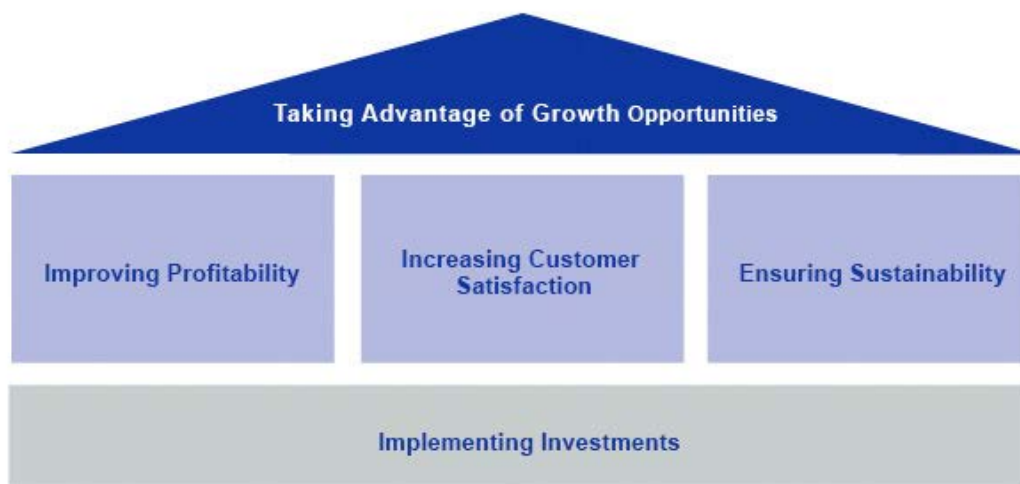 Taking Advantage of Growth Opportunities
Improving Profitability
Increasing Customer
Satisfaction
Ensuring Sustainability
Implementing Investments